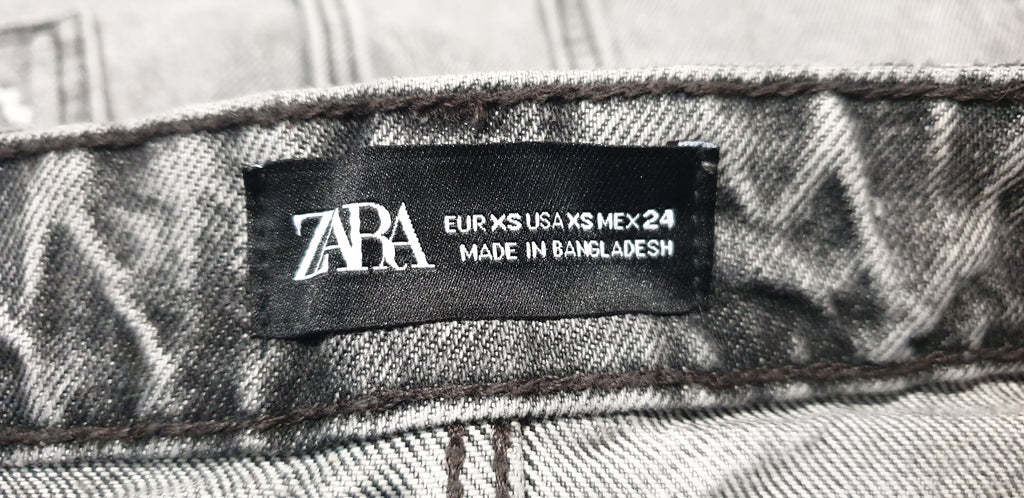 ZARA
EUR XS USA XS MEX 24
MADE IN BANGLADESH